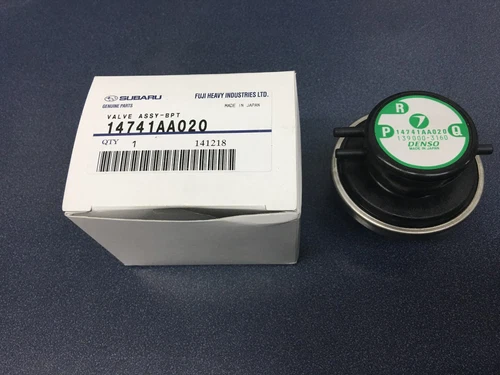 SUBARU
GENUINE PARTS
FUJI HEAVY INDUSTRIES LTD.
MADE IN JAPAN
VALVE ASSY-BPT
14741AA020
QTY 1 141218
R
7
P 14741AA020 Q
139000-3160
DENSO
MADE IN JAPAN